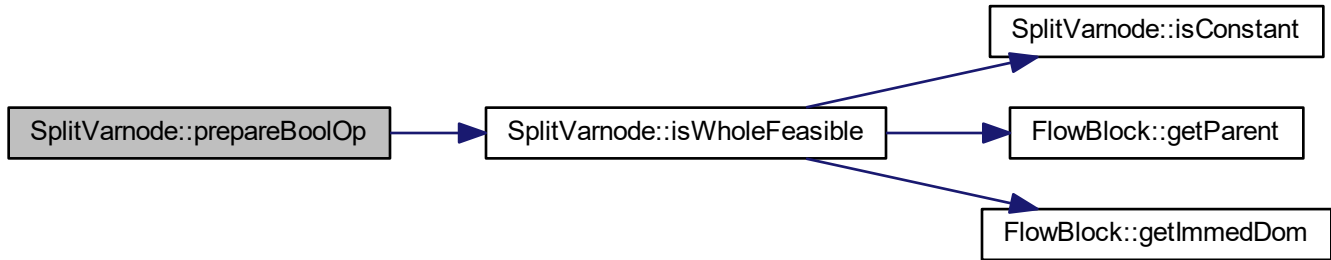 SplitVarnode::isConstant
SplitVarnode::prepareBoolOp
SplitVarnode::isWholeFeasible
FlowBlock::getParent
FlowBlock::getImmedDom